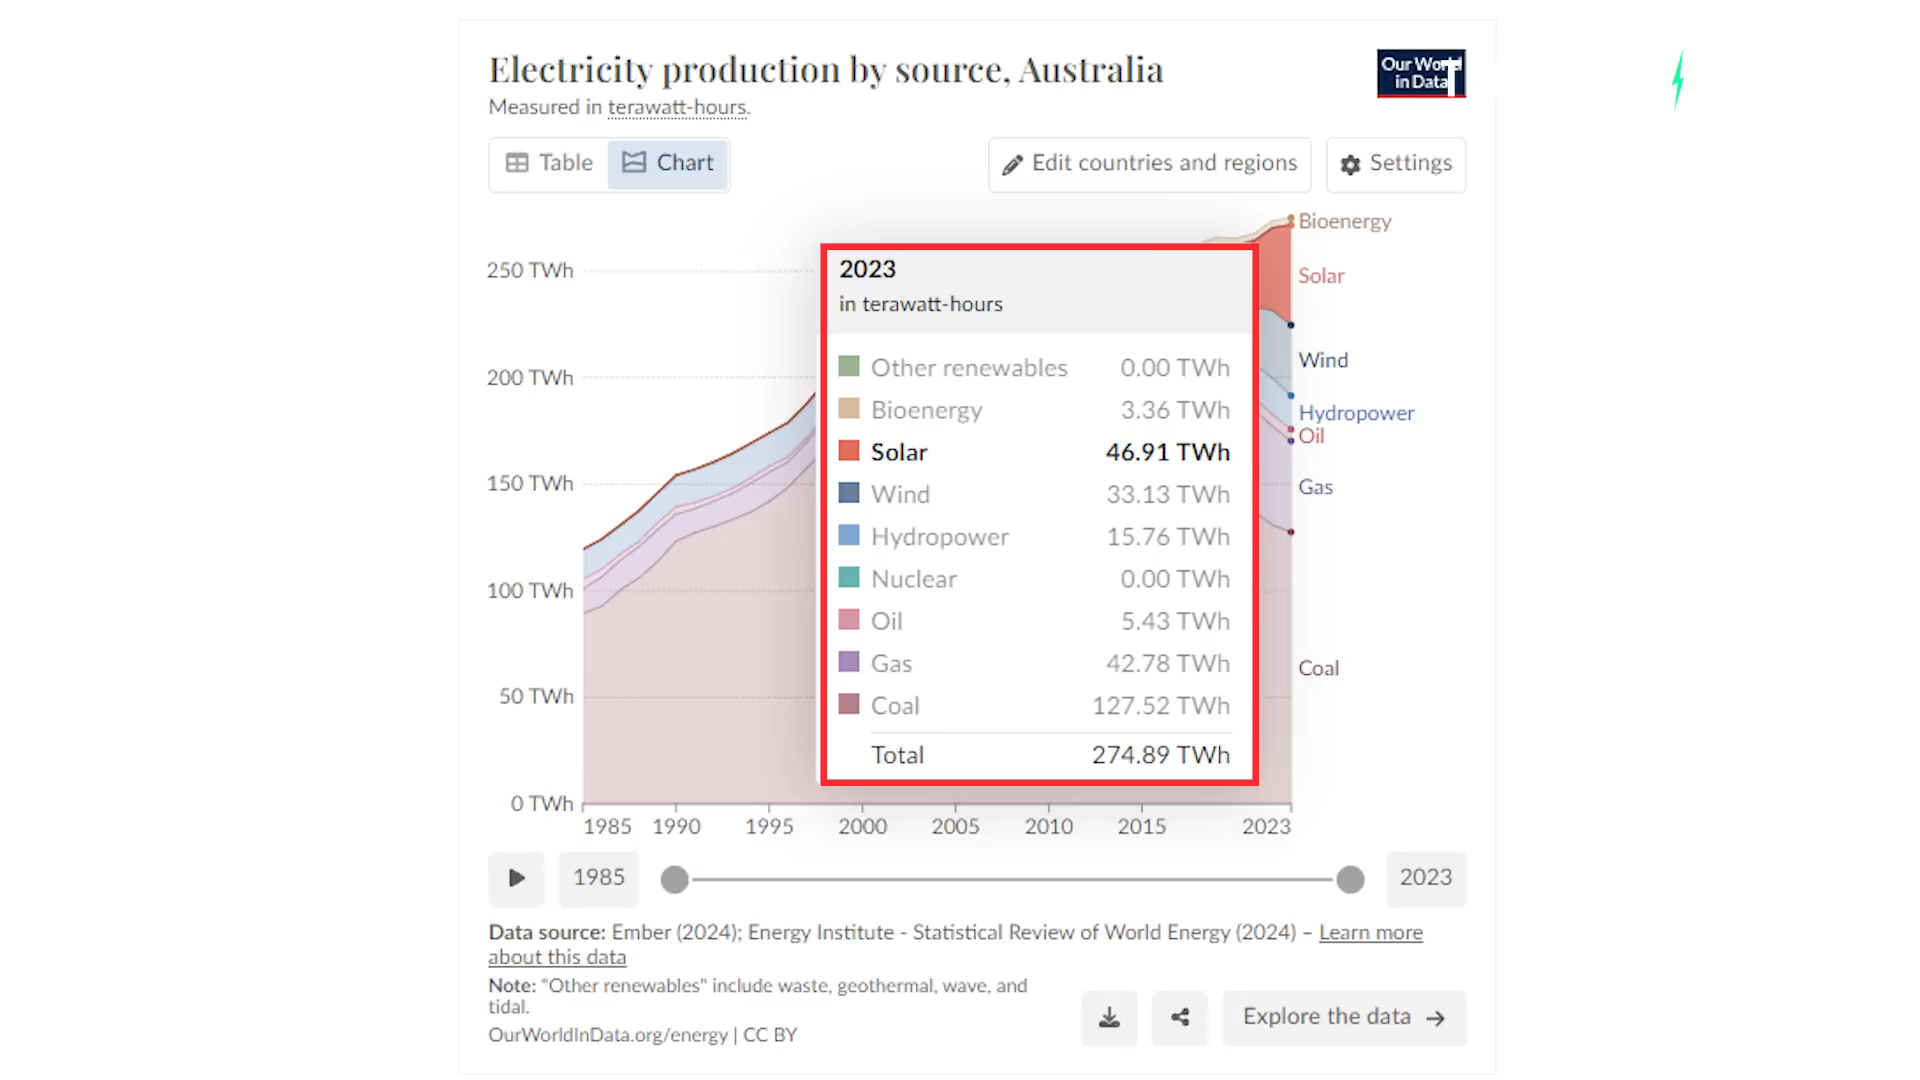 Electricity production by source, Australia
Measured in terawatt-hours.
Our World
in Data
Table
Chart
Edit countries and regions
Settings
250 TWh
200 TWh
150 TWh
100 TWh
50 TWh
0 TWh
2023
in terawatt-hours
Other renewables 0.00 TWh
Bioenergy 3.36 TWh
Solar 46.91 TWh
Wind 33.13 TWh
Hydropower 15.76 TWh
Nuclear 0.00 TWh
Oil 5.43 TWh
Gas 42.78 TWh
Coal 127.52 TWh
Total 274.89 TWh
Bioenergy
Solar
Wind
Hydropower
Oil
Gas
Coal
1985 1990 1995 2000 2005 2010 2015 2023
1985
2023
Data source: Ember (2024); Energy Institute - Statistical Review of World Energy (2024) – Learn more
about this data
Note: "Other renewables" include waste, geothermal, wave, and
tidal.
OurWorldInData.org/energy | CC BY
Explore the data →